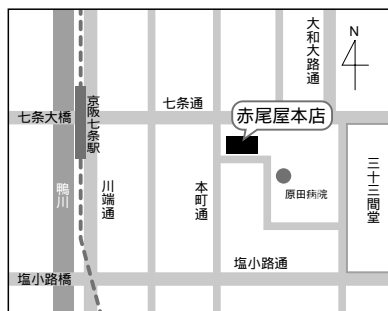 大和大路通
N
七条通
赤尾屋本店
七条大橋
京阪七条駅
三十三間堂
鴨川
川端通
本町通
原田病院
塩小路通
塩小路橋